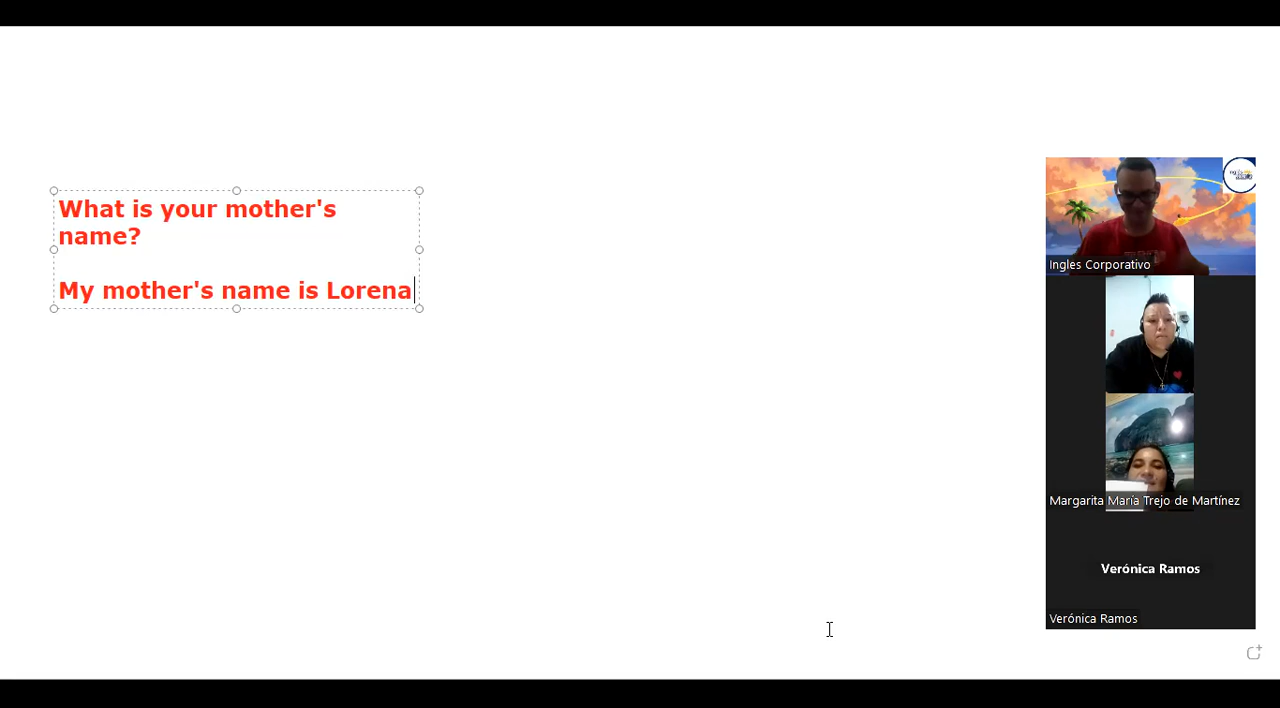 What is your mother's
name?
My mother's name is Lorena
Ingles Corporativo
Margarita María Trejo de Martínez
Verónica Ramos
Verónica Ramos